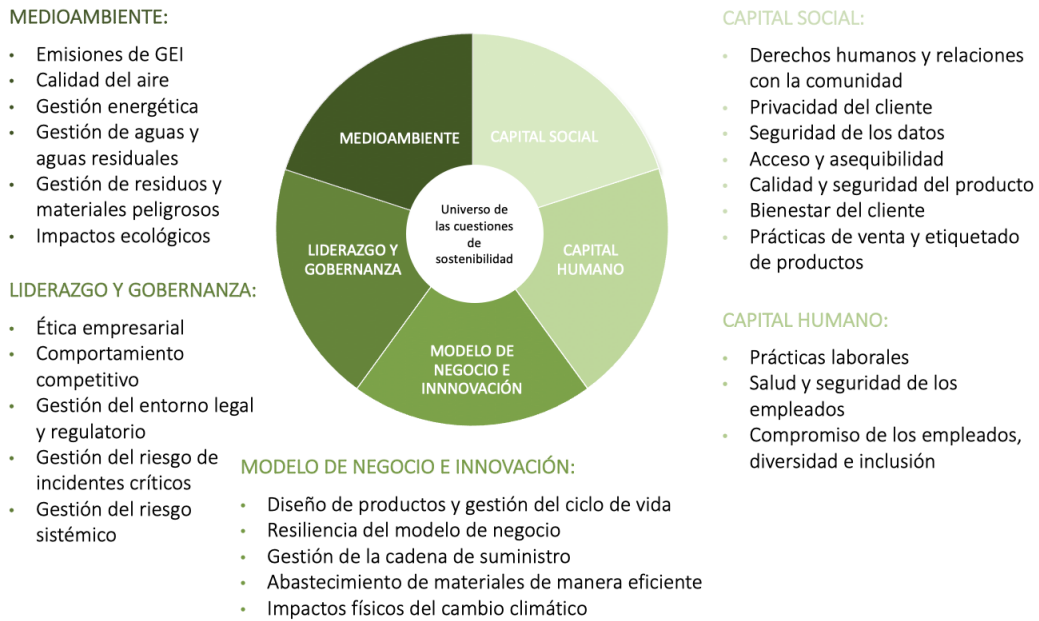 MEDIOAMBIENTE:
• Emisiones de GEI
• Calidad del aire
• Gestión energética
• Gestión de aguas y
aguas residuales
• Gestión de residuos y
materiales peligrosos
• Impactos ecológicos
LIDERAZGO Y GOBERNANZA:
• Ética empresarial
• Comportamiento
competitivo
• Gestión del entorno legal
y regulatorio
• Gestión del riesgo de
incidentes críticos
• Gestión del riesgo
sistémico
MEDIOAMBIENTE
CAPITAL SOCIAL
LIDERAZGO Y
GOBERNANZA
Universo de
las cuestiones
de
sostenibilidad
CAPITAL
HUMANO
MODELO DE
NEGOCIO E
INNNOVACIÓN
MODELO DE NEGOCIO E INNOVACIÓN:
• Diseño de productos y gestión del ciclo de vida
• Resiliencia del modelo de negocio
• Gestión de la cadena de suministro
• Abastecimiento de materiales de manera eficiente
• Impactos físicos del cambio climático
CAPITAL SOCIAL:
• Derechos humanos y relaciones
con la comunidad
• Privacidad del cliente
• Seguridad de los datos
• Acceso y asequibilidad
• Calidad y seguridad del producto
• Bienestar del cliente
• Prácticas de venta y etiquetado
de productos
CAPITAL HUMANO:
• Prácticas laborales
• Salud y seguridad de los
empleados
• Compromiso de los empleados,
diversidad e inclusión